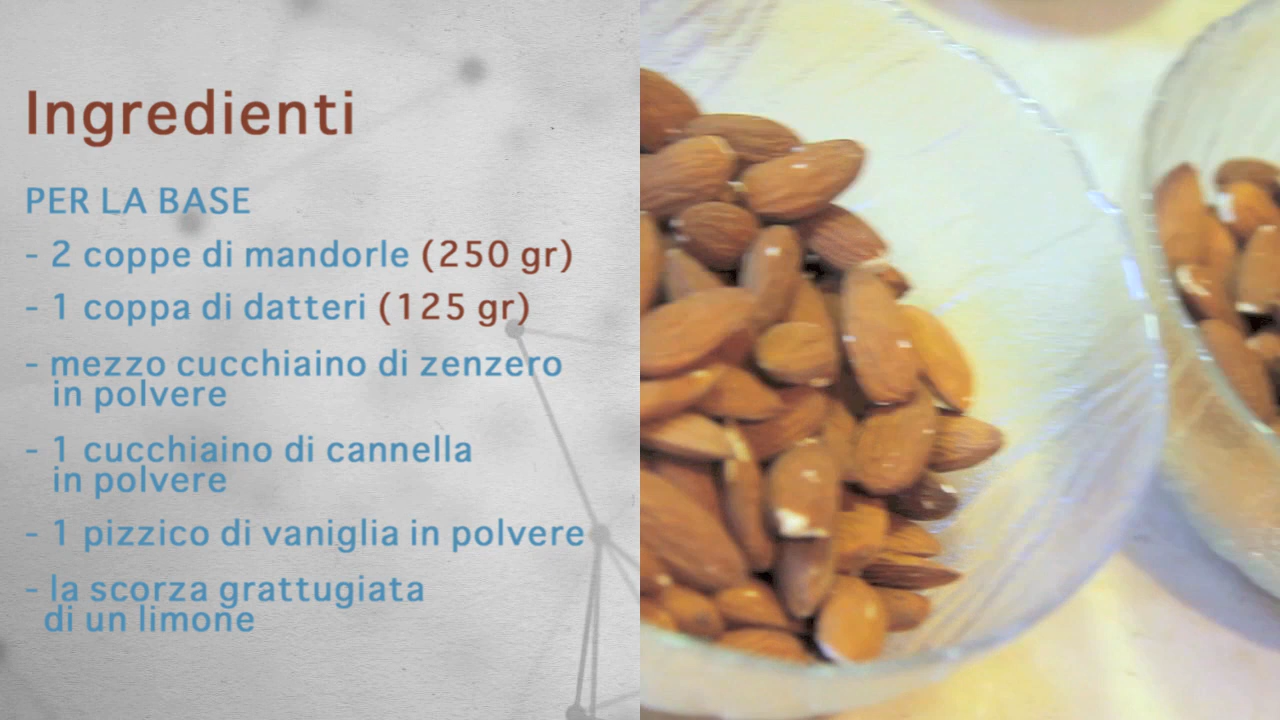 Ingredienti
PER LA BASE
- 2 coppe di mandorle (250 gr)
- 1 coppa di datteri (125 gr)
- mezzo cucchiaino di zenzero
in polvere
- 1 cucchiaino di cannella
in polvere
- 1 pizzico di vaniglia in polvere
- la scorza grattugiata
di un limone